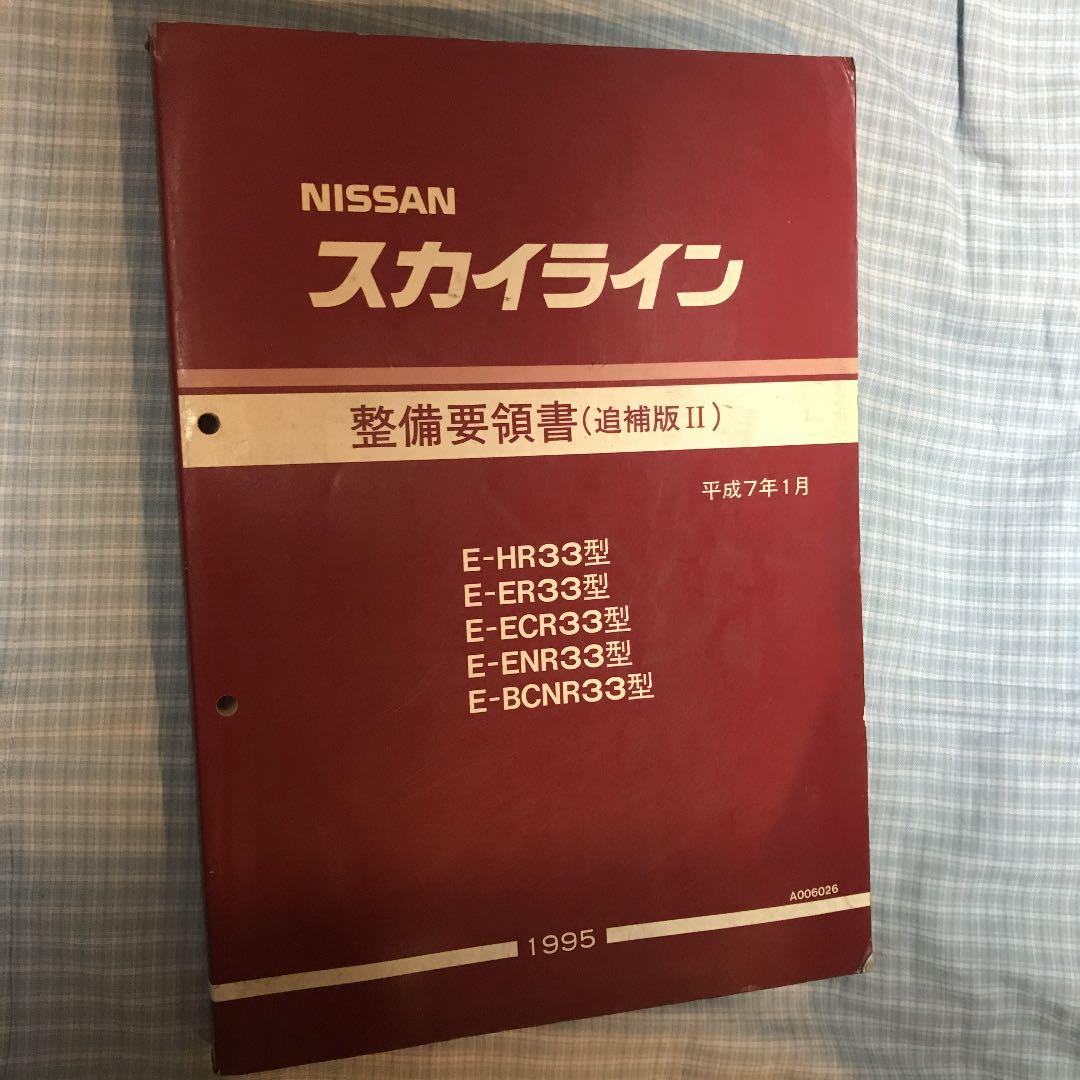 NISSAN
スカイライン
整備要領書(追補版II)
平成7年1月
E-HR33型
E-ER33型
E-ECR33型
E-ENR33型
E-BCNR33型
A006026
1995